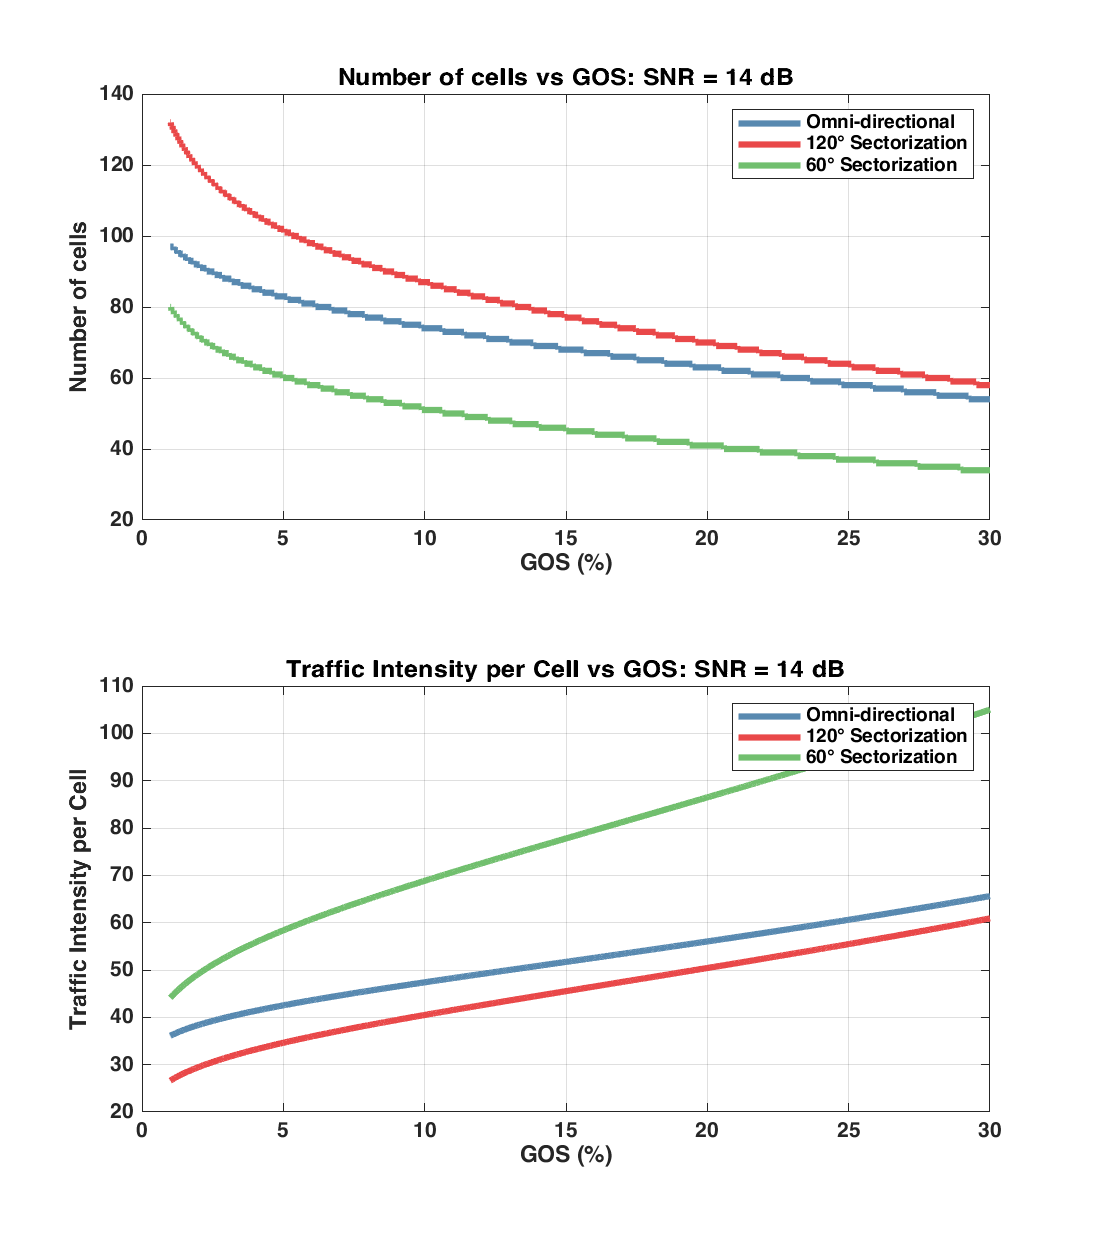 Number of cells vs GOS: SNR = 14 dB
140
120
100
80
60
40
20
Number of cells
Omni-directional
120° Sectorization
60° Sectorization
0 5 10 15 20 25 30
GOS (%)
Traffic Intensity per Cell vs GOS: SNR = 14 dB
110
100
90
80
70
60
50
40
30
20
Traffic Intensity per Cell
Omni-directional
120° Sectorization
60° Sectorization
0 5 10 15 20 25 30
GOS (%)